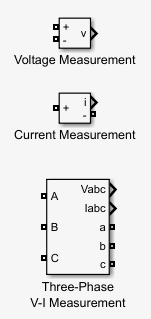 + v
-
Voltage Measurement
+ i
-
Current Measurement
Vabc
A Iabc
B a
b
C c
Three-Phase
V-I Measurement